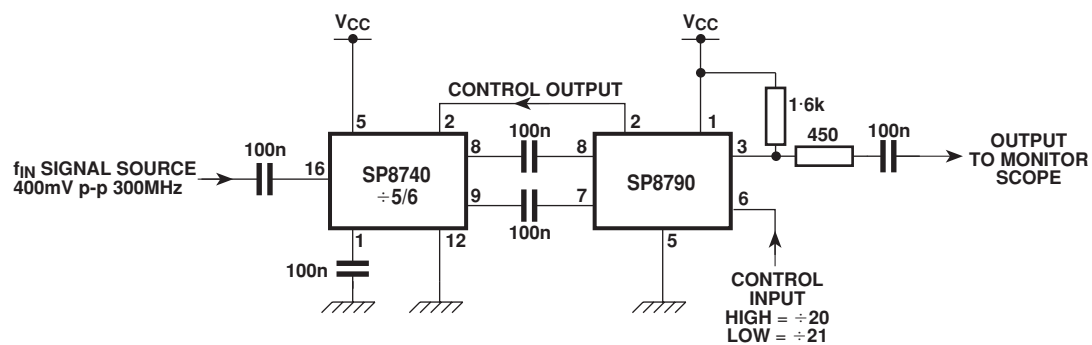 VCC
VCC
CONTROL OUTPUT
5
2
2
1
1·6k
fIN SIGNAL SOURCE
400mV p-p 300MHz
100n
16
SP8740
÷5/6
8
100n
8
SP8790
3
450
100n
OUTPUT
TO MONITOR
SCOPE
9
100n
7
6
1
12
5
100n
CONTROL
INPUT
HIGH = ÷20
LOW = ÷21